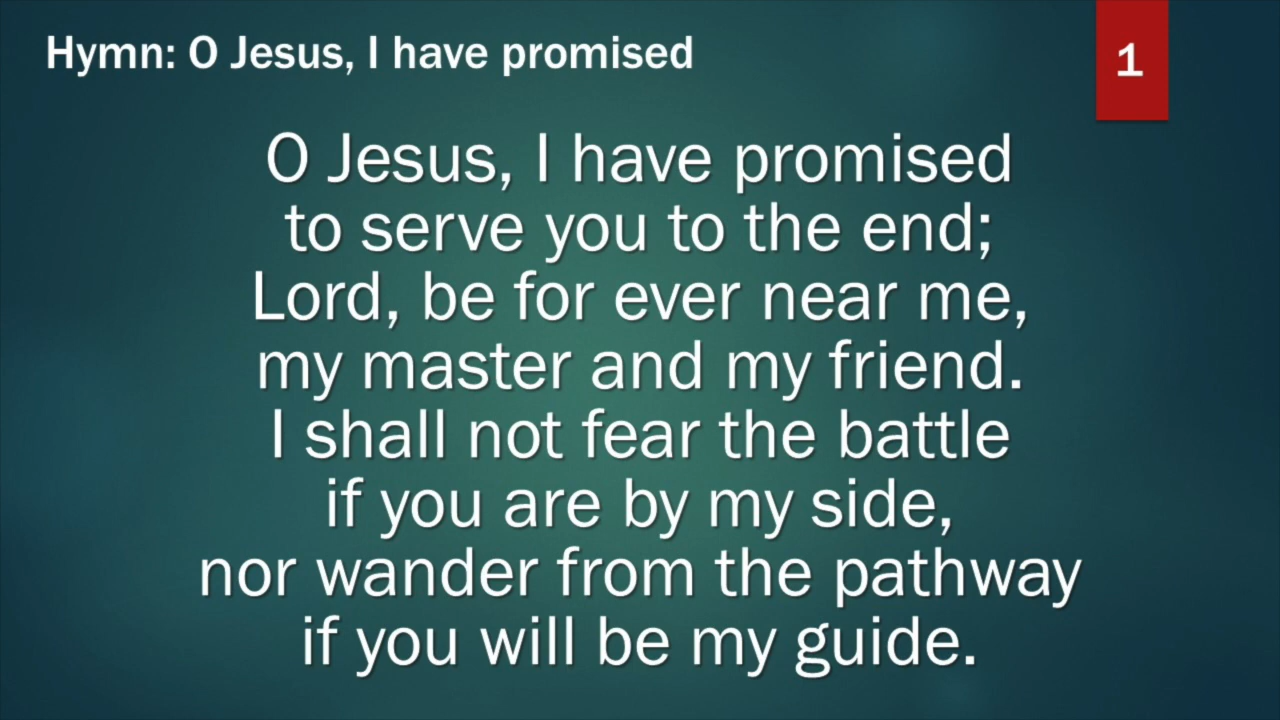 Hymn: O Jesus, I have promised
1
O Jesus, I have promised
to serve you to the end;
Lord, be for ever near me,
my master and my friend.
I shall not fear the battle
if you are by my side,
nor wander from the pathway
if you will be my guide.